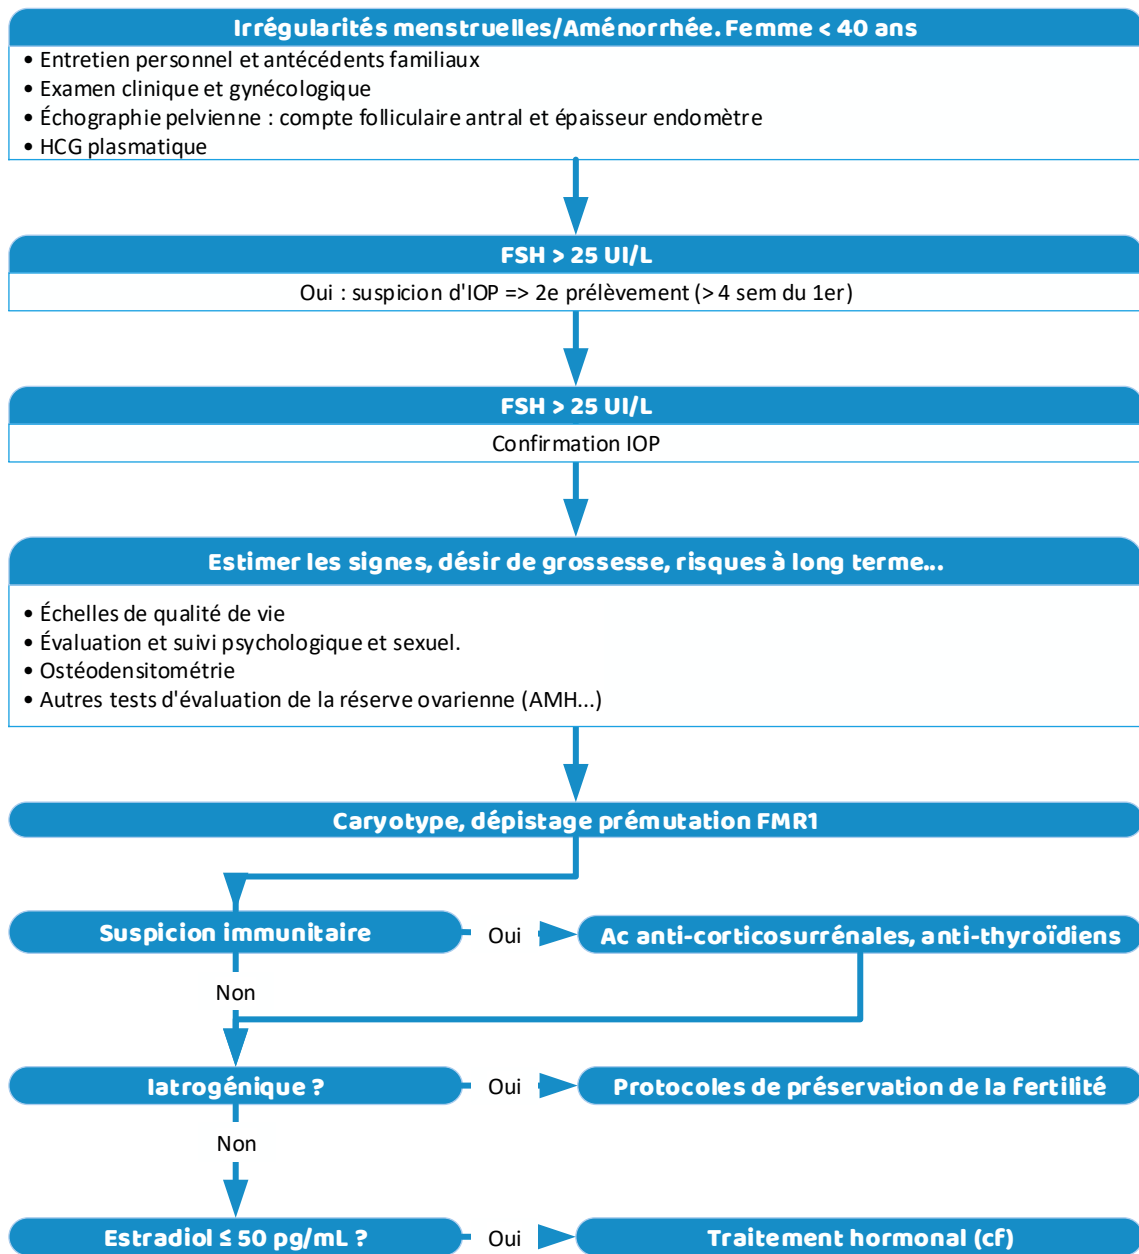 Irrégularités menstruelles/Aménorrhée. Femme < 40 ans
• Entretien personnel et antécédents familiaux
• Examen clinique et gynécologique
• Échographie pelvienne : compte folliculaire antral et épaisseur endomètre
• HCG plasmatique
FSH > 25 UI/L
Oui : suspicion d'IOP => 2e prélèvement (> 4 sem du 1er)
FSH > 25 UI/L
Confirmation IOP
Estimer les signes, désir de grossesse, risques à long terme...
• Échelles de qualité de vie
• Évaluation et suivi psychologique et sexuel.
• Ostéodensitométrie
• Autres tests d'évaluation de la réserve ovarienne (AMH...)
Caryotype, dépistage prémutation FMR1
Suspicion immunitaire
Oui
Ac anti-corticosurrénales, anti-thyroïdiens
Non
Iatrogénique ?
Oui
Protocoles de préservation de la fertilité
Non
Estradiol ≤ 50 pg/mL ?
Oui
Traitement hormonal (cf)